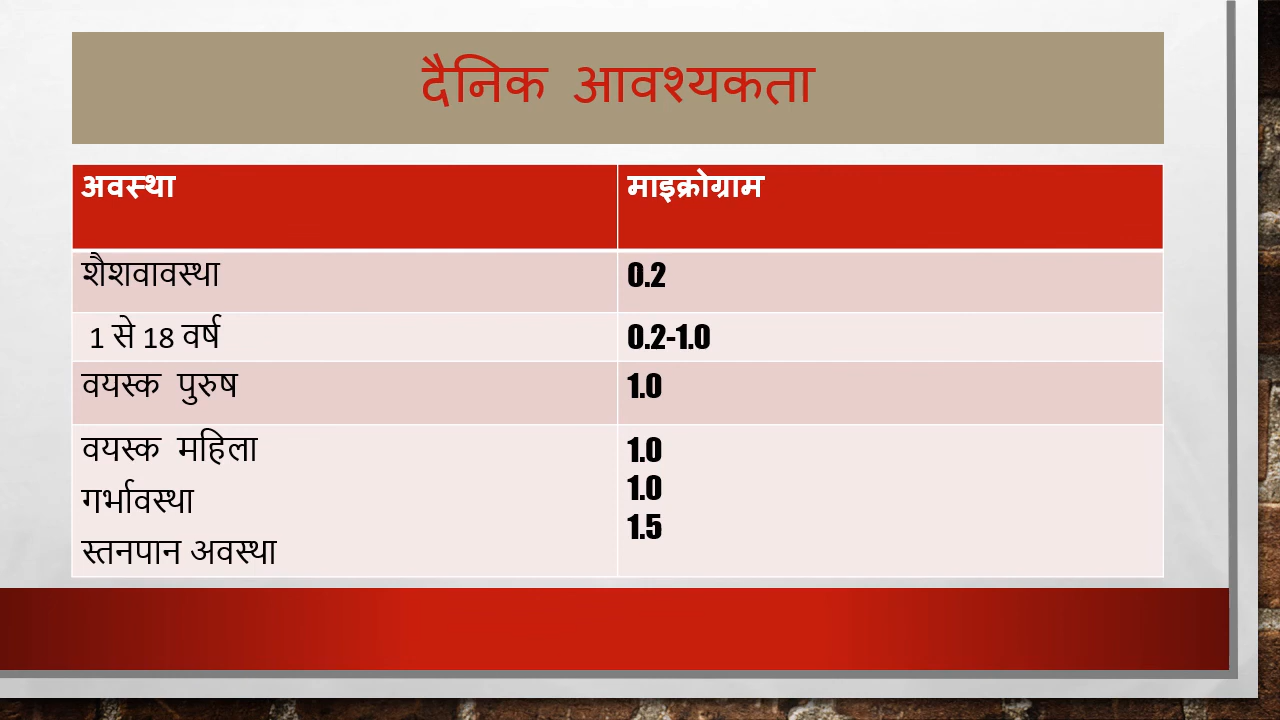 दैनिक आवश्यकता
अवस्था माइक्रोग्राम
शैशवावस्था 0.2
1 से 18 वर्ष 0.2-1.0
वयस्क पुरुष 1.0
वयस्क महिला 1.0
गर्भावस्था 1.0
स्तनपान अवस्था 1.5